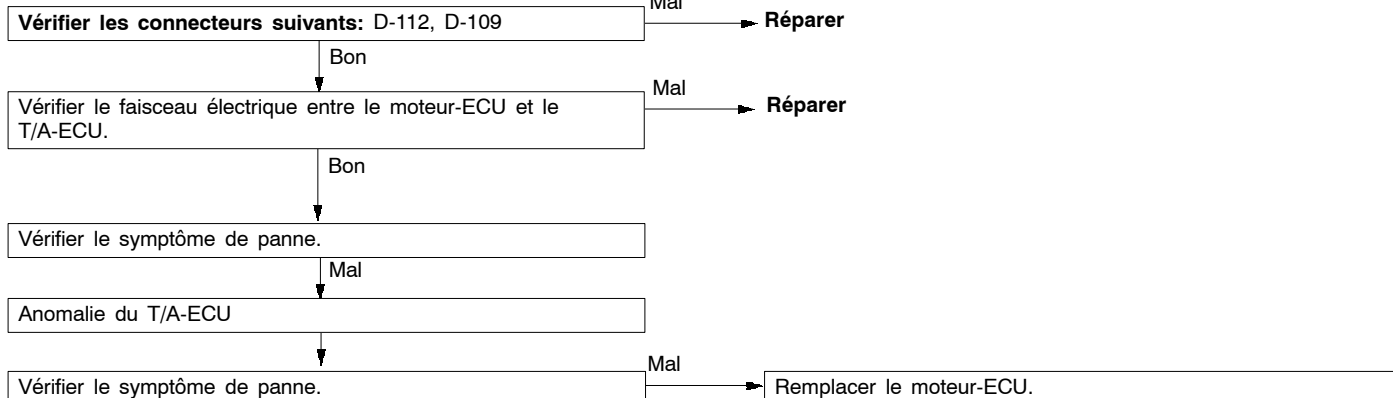 Mal
Vérifier les connecteurs suivants: D-112, D-109
Réparer
Bon
Mal
Vérifier le faisceau électrique entre le moteur-ECU et le
T/A-ECU.
Réparer
Bon
Vérifier le symptôme de panne.
Mal
Anomalie du T/A-ECU
Mal
Vérifier le symptôme de panne.
Remplacer le moteur-ECU.